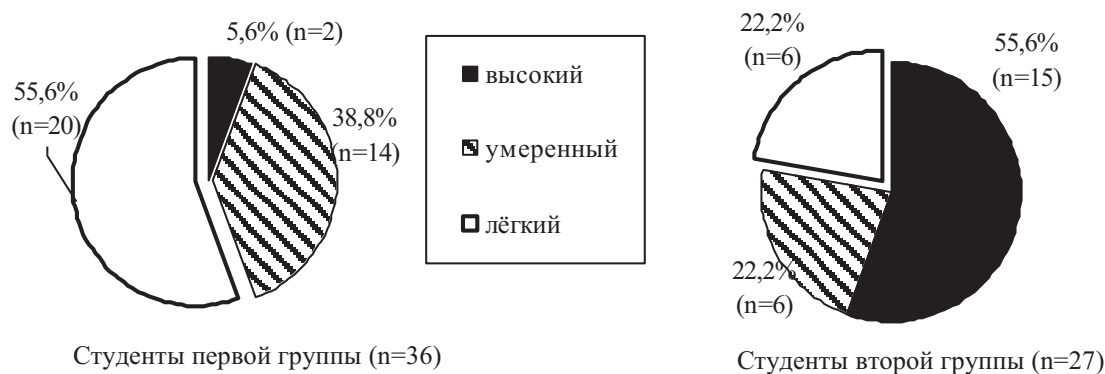 5,6% (n=2)
55,6%
(n=20)
38,8%
(n=14)
Студенты первой группы (n=36)
высокий
умеренный
лёгкий
22,2%
(n=6)
55,6%
(n=15)
22,2%
(n=6)
Студенты второй группы (n=27)